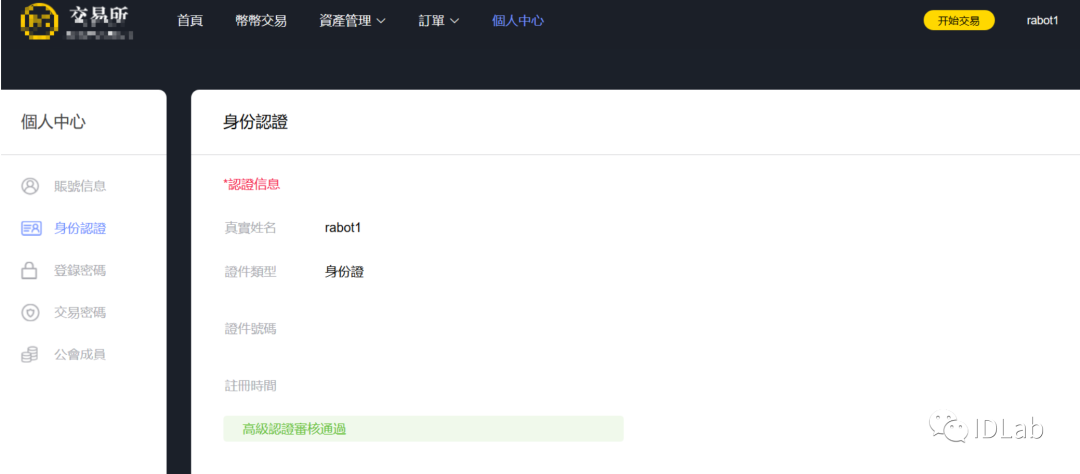 交易所
首頁 幣幣交易 資產管理 訂單 個人中心 开始交易 rabot1
個人中心
賬號信息
身份認證
登錄密碼
交易密碼
公會成員
身份認證
*認證信息
真實姓名 rabot1
證件類型 身份證
證件號碼
註冊時間
高級認證審核通過
IDLab